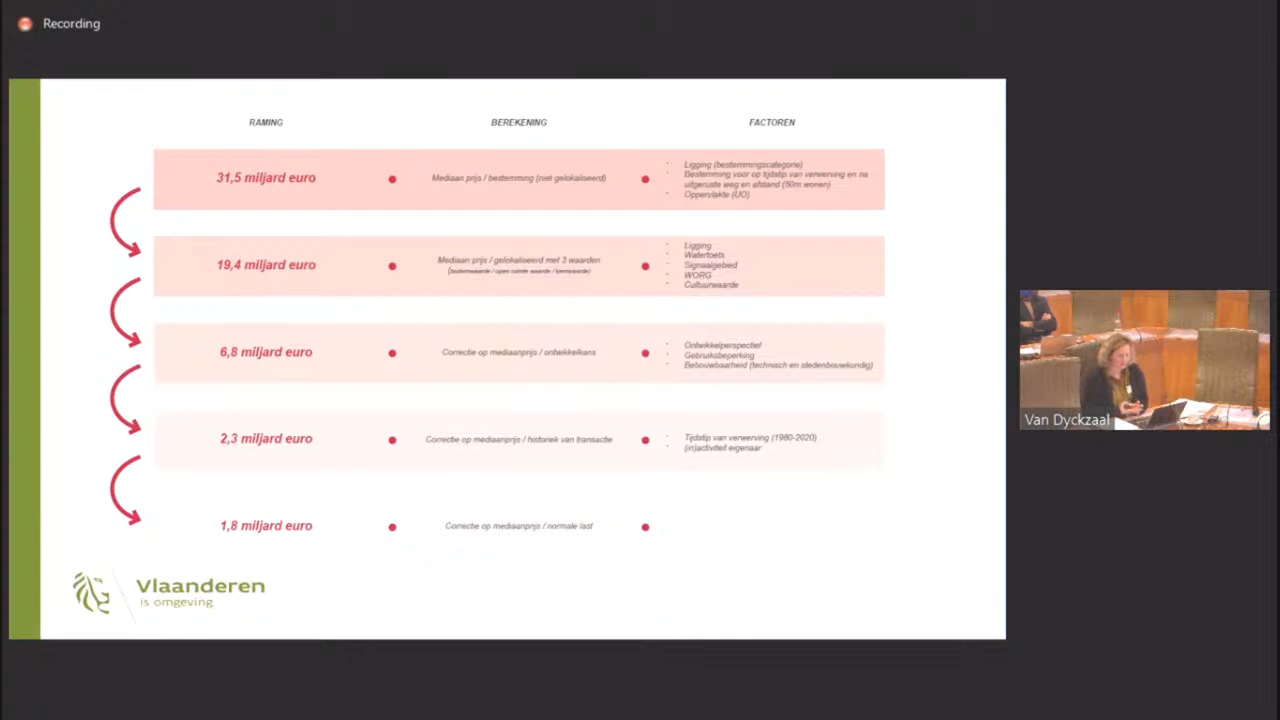 Recording
RAMING
BEREKENING
FACTOREN
31,5 miljard euro
Mediaan prijs / bestemming (niet gelokaliseerd)
Ligging (bestemmingscategorie)
Bestemming voor op tijdstip van verwerving en na
uitgeruste weg en afstand (50m wonen)
Oppervlakte (UO)
19,4 miljard euro
Mediaan prijs / gelokaliseerd met 3 waarden
(bodemwaarde / open ruimte waarde / kernwaarde)
Ligging
Watertoets
Signaalgebied
WORG
Cultuurwaarde
6,8 miljard euro
Correctie op mediaanprijs / ontwikkelkans
Ontwikkelperspectief
Gebruiksbeperking
Bebouwbaarheid (technisch en stedenbouwkundig)
2,3 miljard euro
Correctie op mediaanprijs / historiek van transactie
Tijdstip van verwerving (1980-2020)
(in)activiteit eigenaar
1,8 miljard euro
Correctie op mediaanprijs / normale last
Vlaanderen
is omgeving
Van Dyckzaal